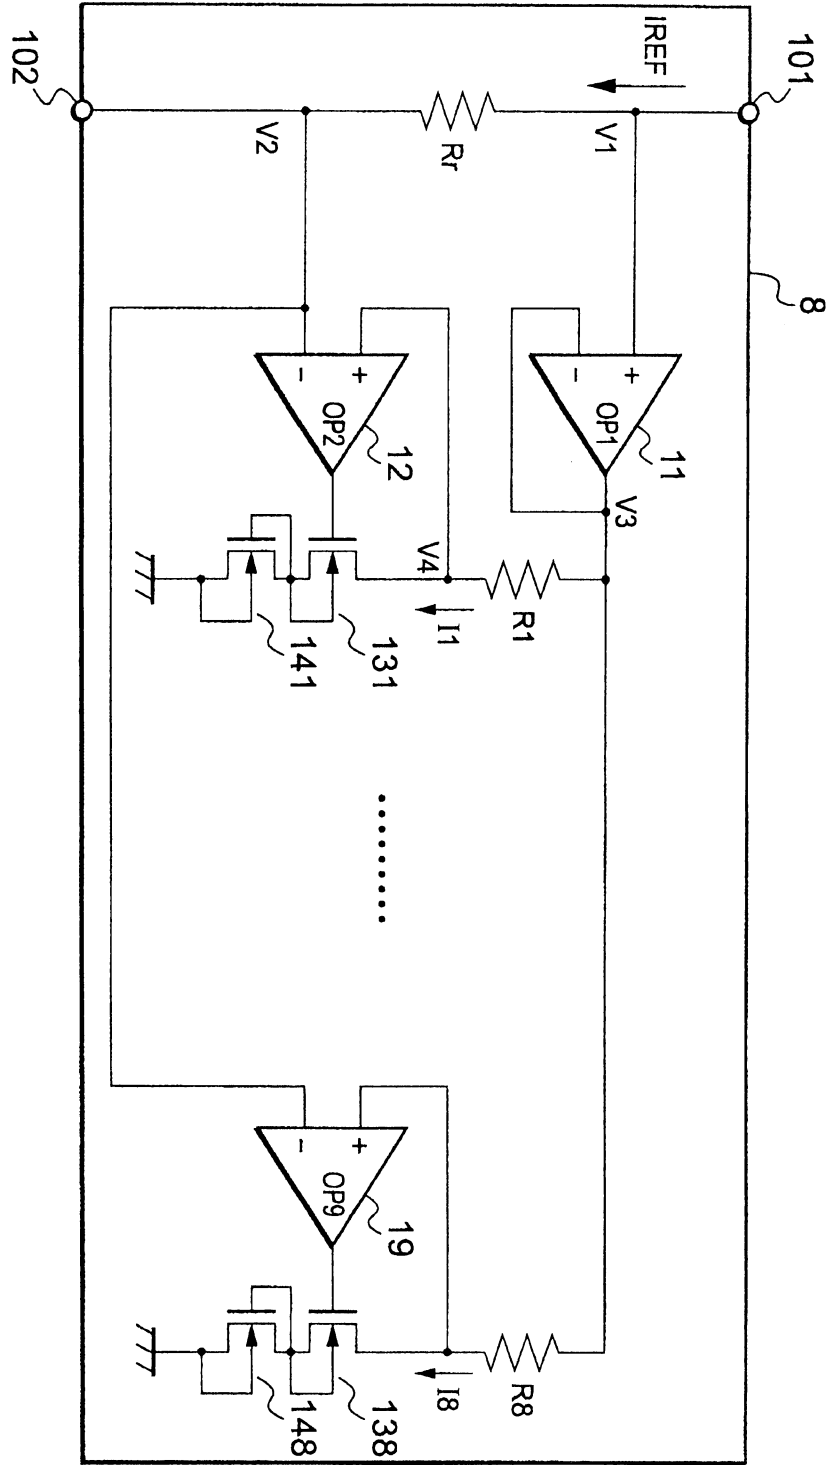 101
8
IREF
V1
+
−
OP1
11
V3
Rr
R1
R8
V4
I1
I8
V2
+
−
OP2
12
131
141
........
+
−
OP9
19
138
148
102